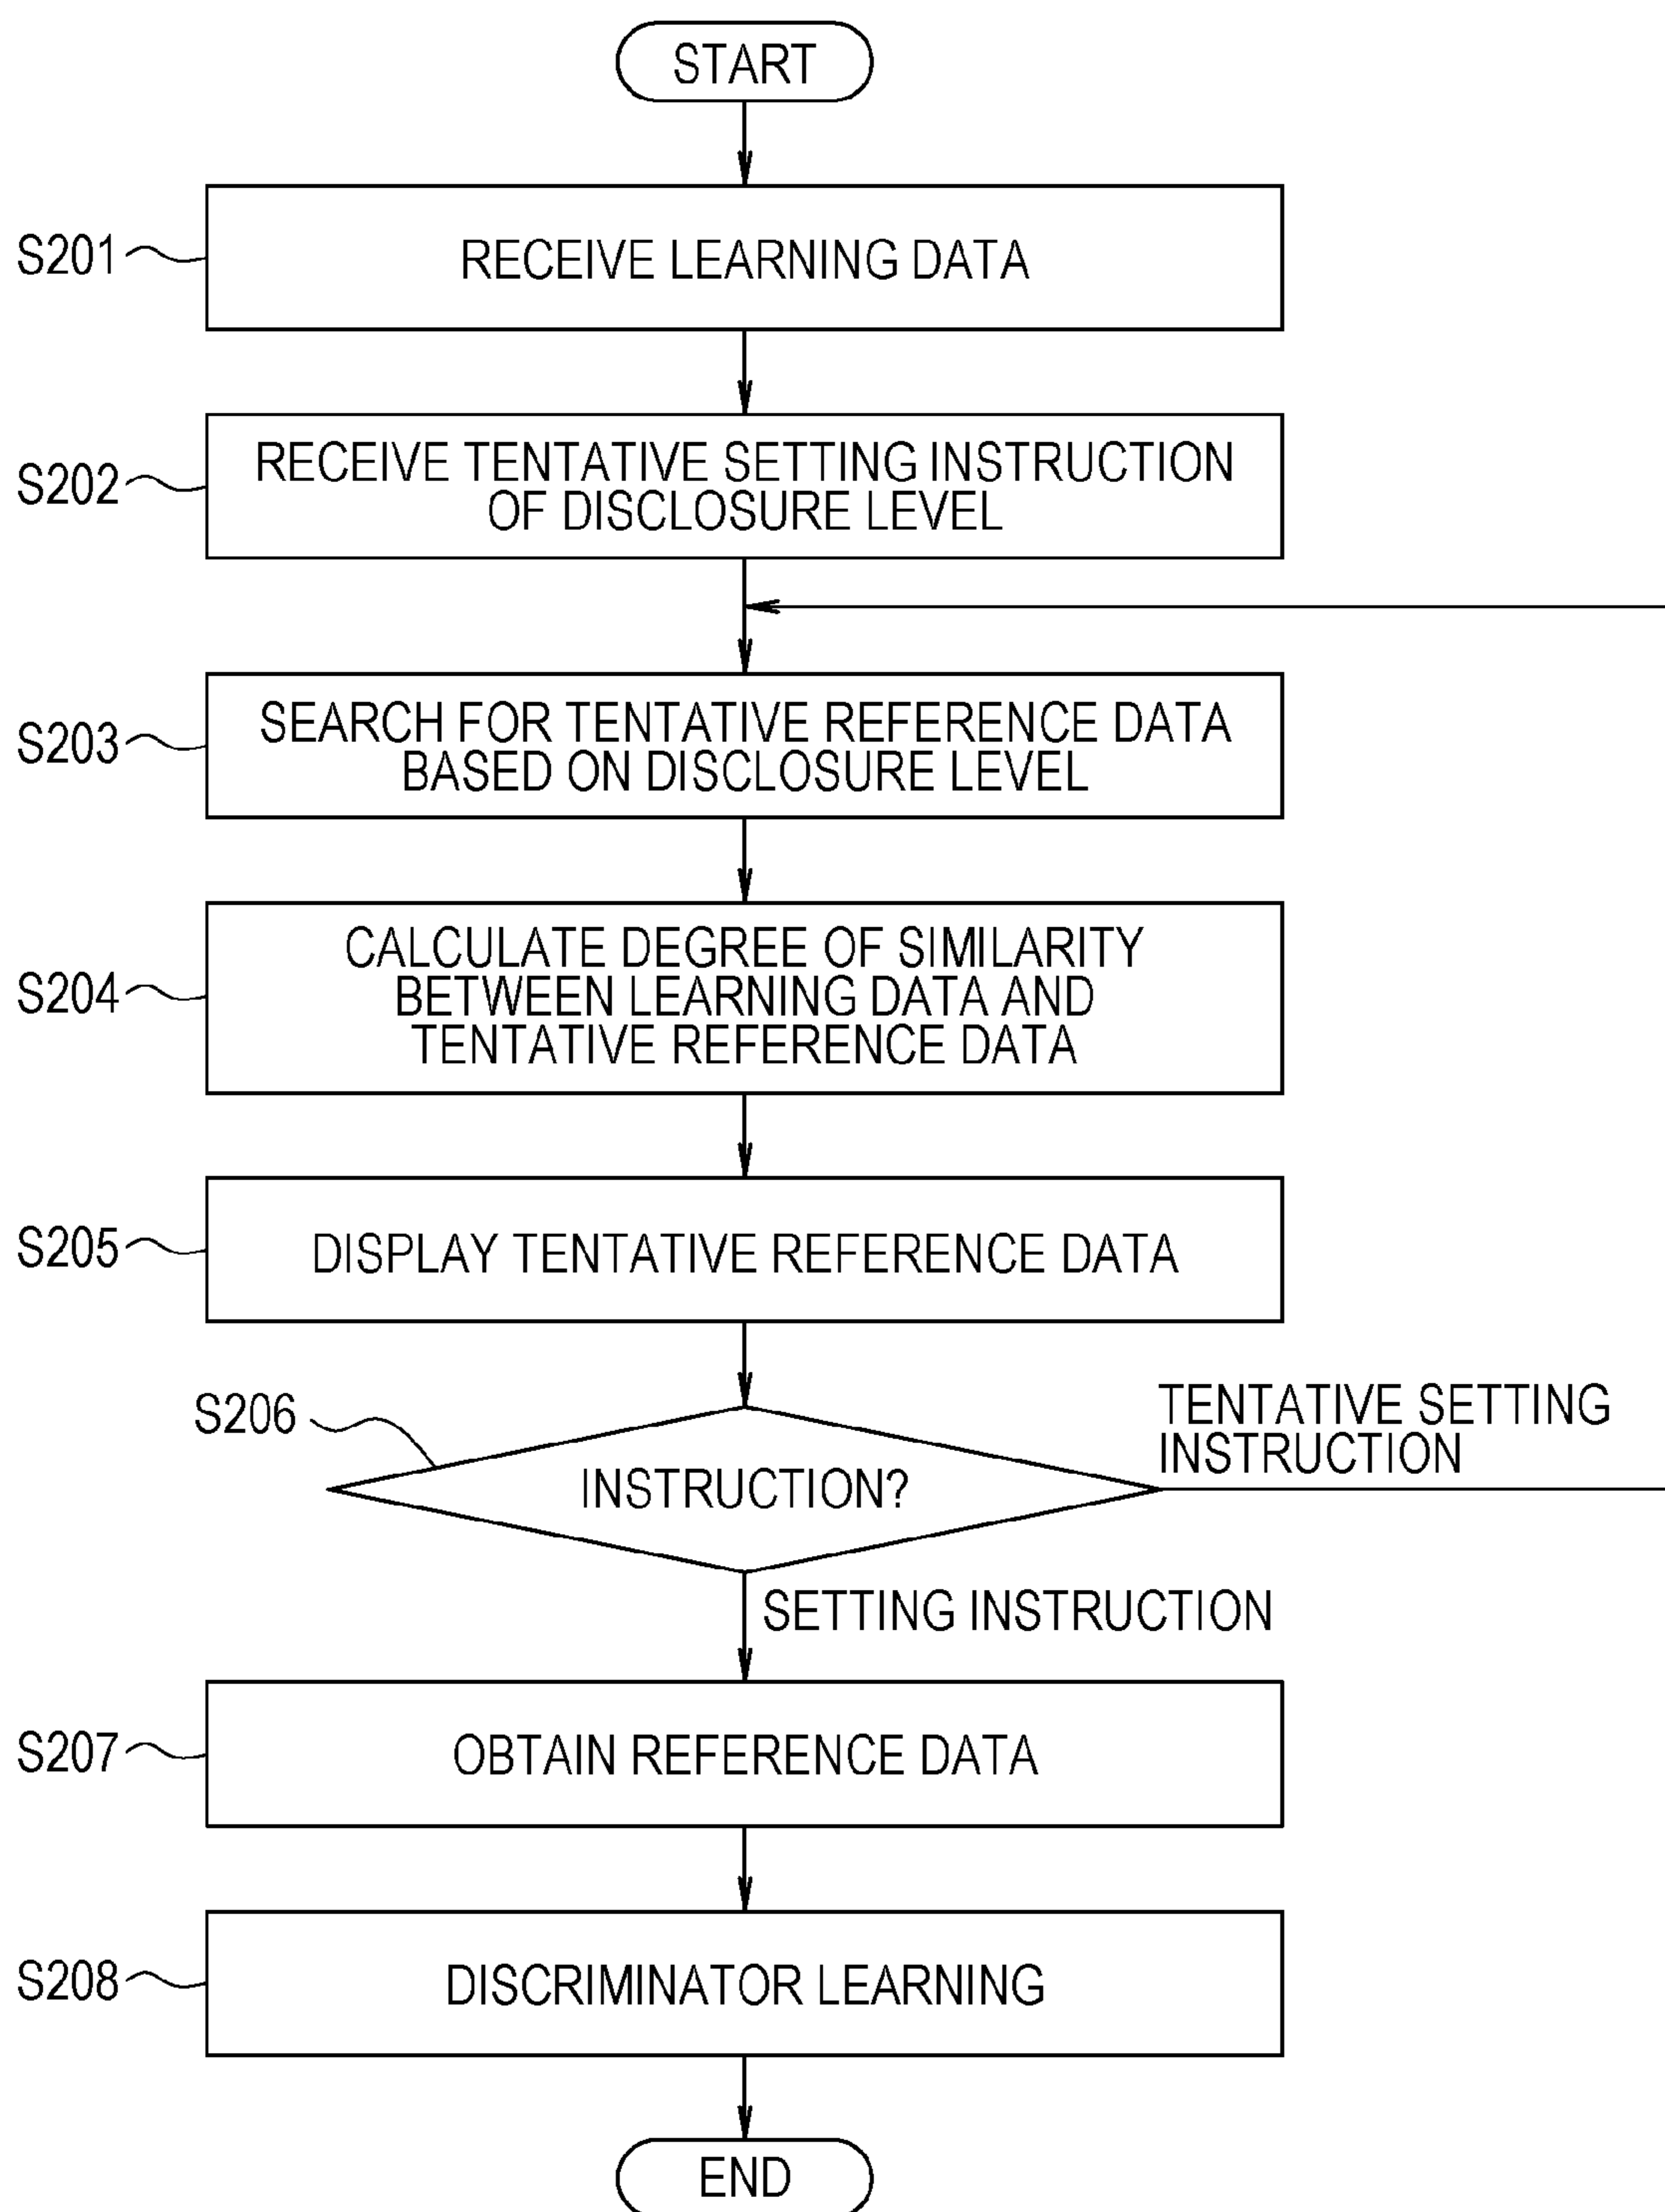 START
S201
RECEIVE LEARNING DATA
S202
RECEIVE TENTATIVE SETTING INSTRUCTION
OF DISCLOSURE LEVEL
S203
SEARCH FOR TENTATIVE REFERENCE DATA
BASED ON DISCLOSURE LEVEL
S204
CALCULATE DEGREE OF SIMILARITY
BETWEEN LEARNING DATA AND
TENTATIVE REFERENCE DATA
S205
DISPLAY TENTATIVE REFERENCE DATA
S206
INSTRUCTION?
TENTATIVE SETTING
INSTRUCTION
SETTING INSTRUCTION
S207
OBTAIN REFERENCE DATA
S208
DISCRIMINATOR LEARNING
END